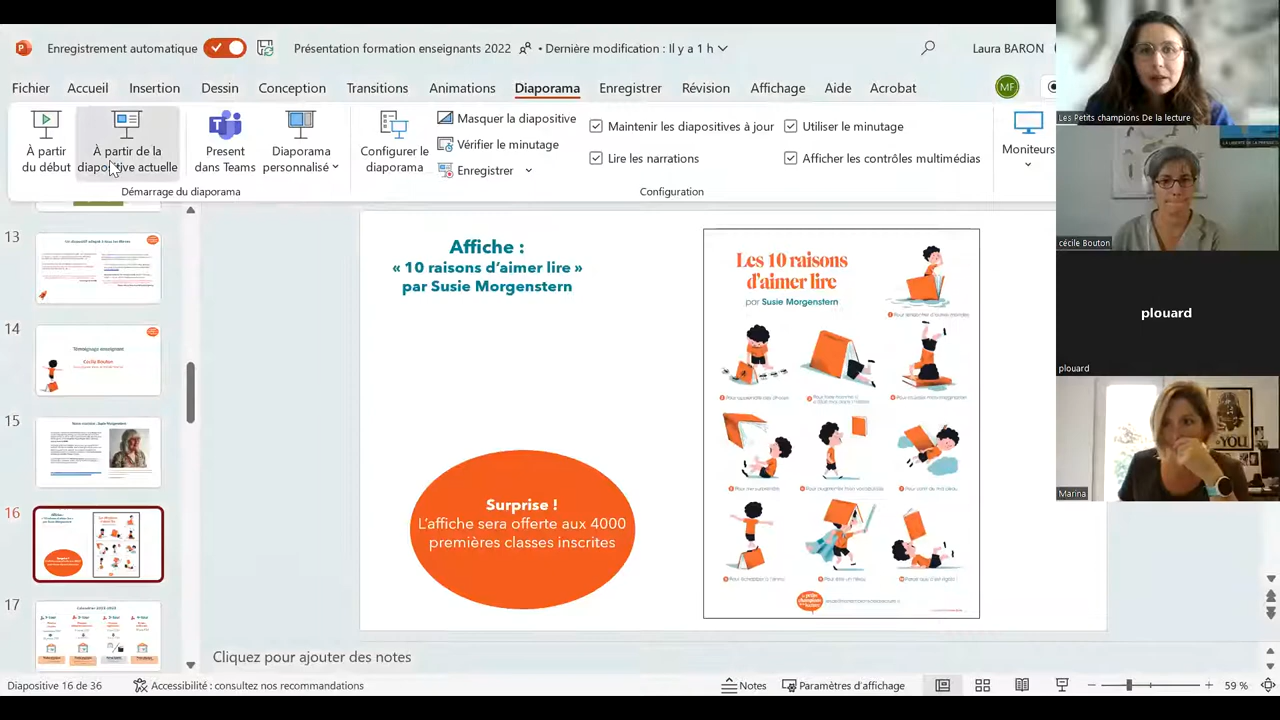 Enregistrement automatique
Présentation formation enseignants 2022
• Dernière modification : Il y a 1 h
Laura BARON
Fichier
Accueil
Insertion
Dessin
Conception
Transitions
Animations
Diaporama
Enregistrer
Révision
Affichage
Aide
Acrobat
MF
À partir
du début
À partir de la
diapositive actuelle
Present
dans Teams
Diaporama
personnalisé
Configurer le
diaporama
Masquer la diapositive
Vérifier le minutage
Enregistrer
Maintenir les diapositives à jour
Lire les narrations
Utiliser le minutage
Afficher les contrôles multimédias
Moniteurs
Démarrage du diaporama
Configuration
13
14
Témoignage enseignant
Cécile Bouton
15
16
17
Affiche :
« 10 raisons d’aimer lire »
par Susie Morgenstern
Surprise !
L’affiche sera offerte aux 4000
premières classes inscrites
Les 10 raisons
d’aimer lire
par Susie Morgenstern
Cliquez pour ajouter des notes
Diapositive 16 de 36
Accessibilité : consultez nos recommandations
Notes
Paramètres d’affichage
59 %
Les Petits champions De la lecture
cécile Bouton
plouard
plouard
YOU
Marina